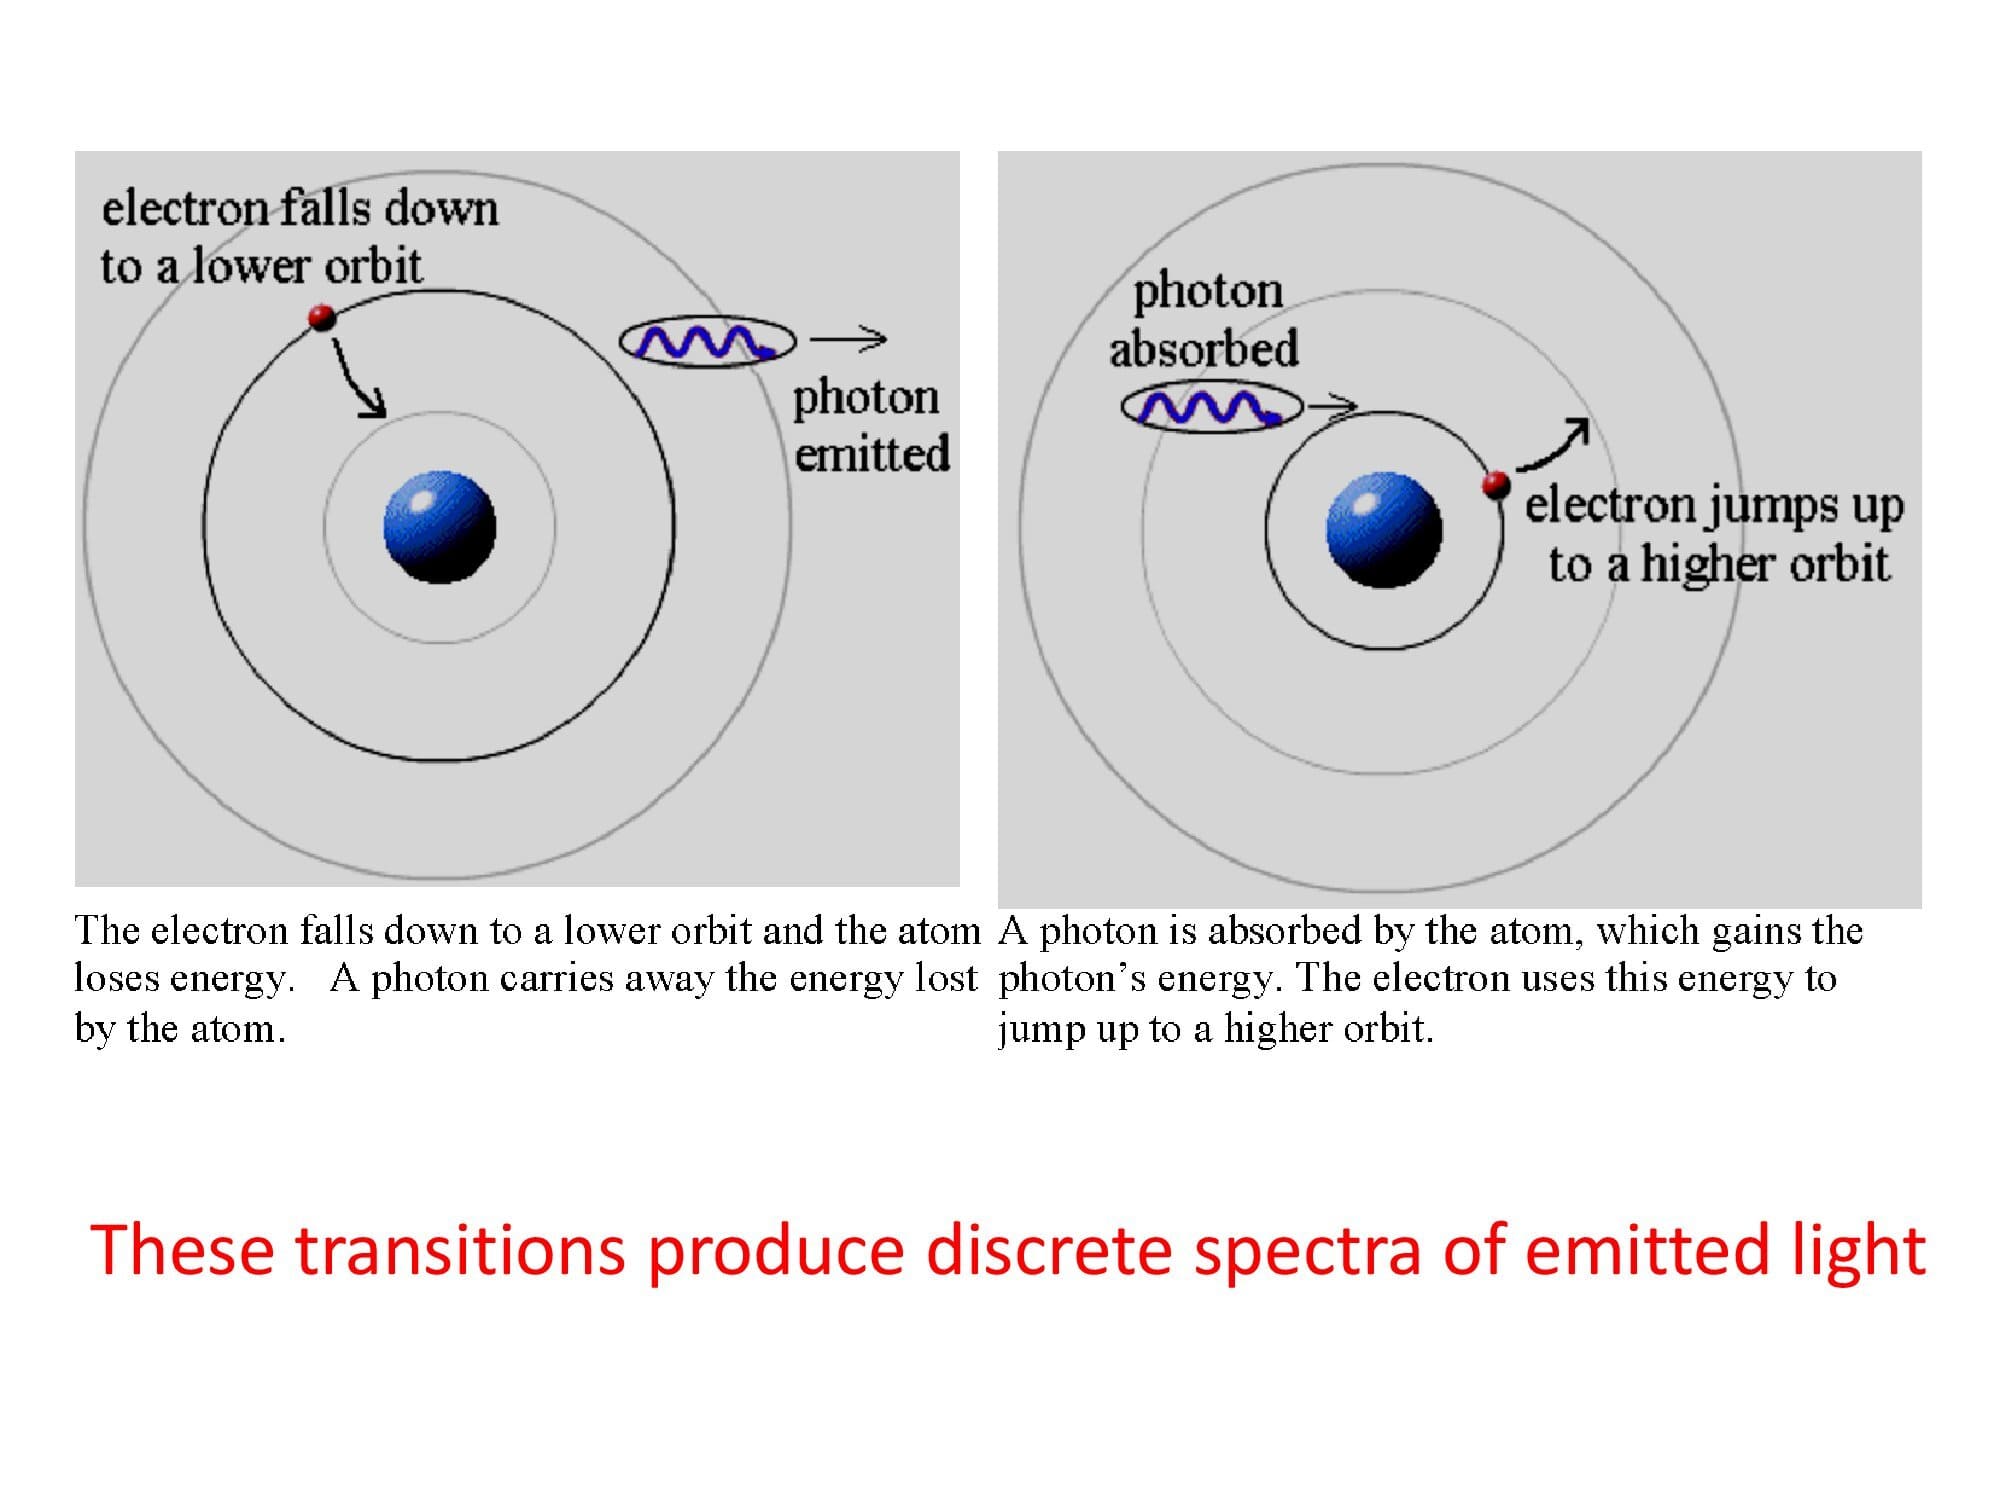 electron falls down
to a lower orbit
photon
emitted
The electron falls down to a lower orbit and the atom
loses energy.   A photon carries away the energy lost
by the atom.
photon
absorbed
electron jumps up
to a higher orbit
A photon is absorbed by the atom, which gains the
photon’s energy. The electron uses this energy to
jump up to a higher orbit.
These transitions produce discrete spectra of emitted light